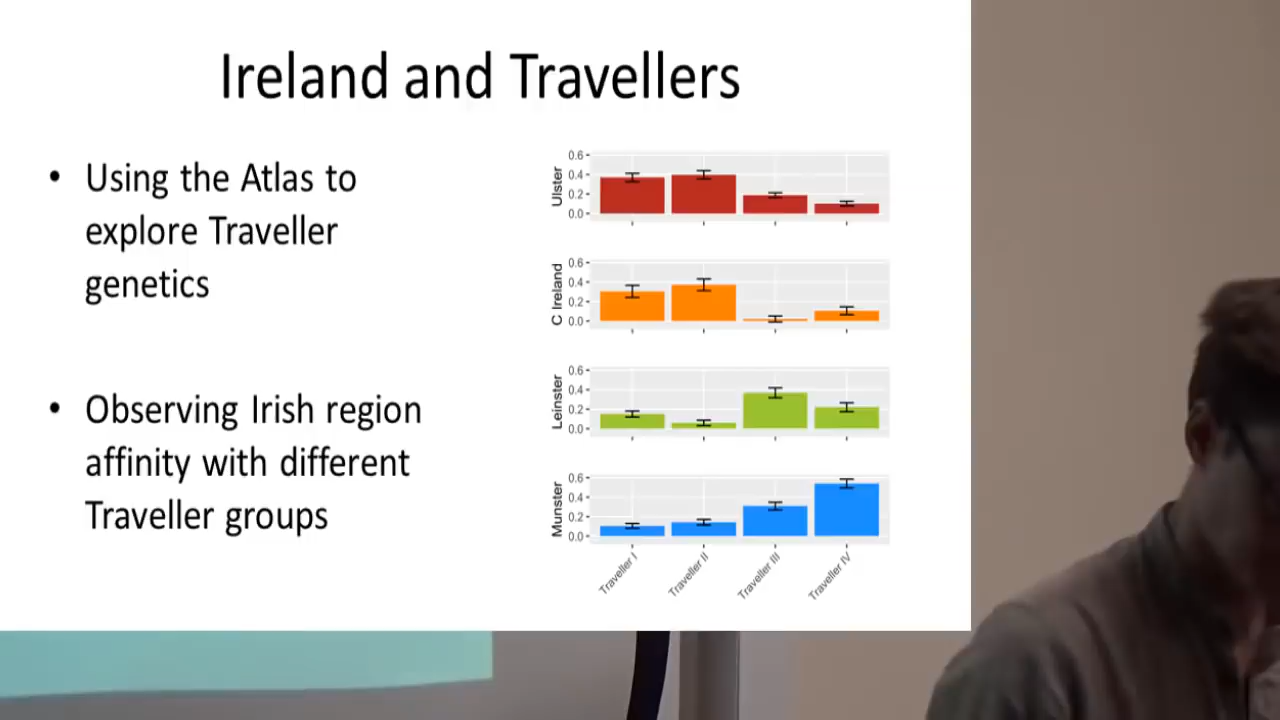 Ireland and Travellers
• Using the Atlas to
explore Traveller
genetics
• Observing Irish region
affinity with different
Traveller groups
Ulster
0.6
0.4
0.2
0.0
C Ireland
0.6
0.4
0.2
0.0
Leinster
0.6
0.4
0.2
0.0
Munster
0.6
0.4
0.2
0.0
Traveller I
Traveller II
Traveller III
Traveller IV